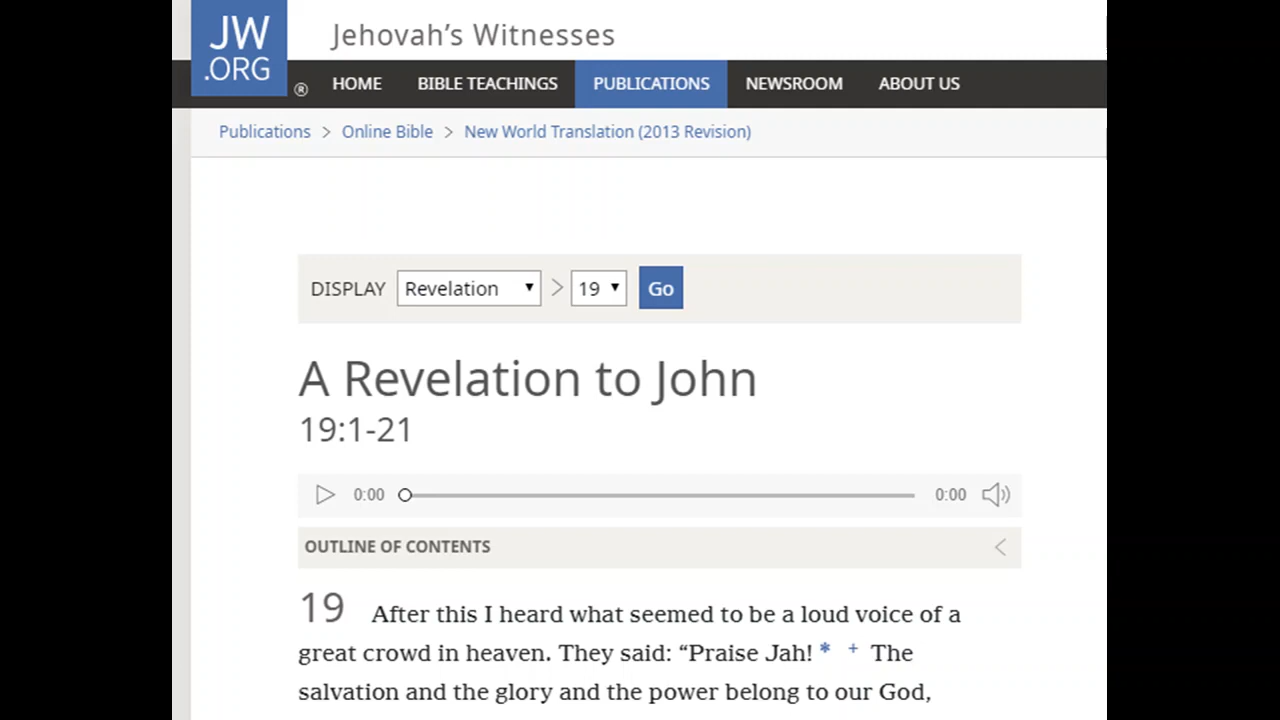 JW
.ORG
®
Jehovah's Witnesses
HOME BIBLE TEACHINGS PUBLICATIONS NEWSROOM ABOUT US
Publications > Online Bible > New World Translation (2013 Revision)
DISPLAY Revelation > 19 Go
A Revelation to John
19:1-21
0:00 0:00
OUTLINE OF CONTENTS
19 After this I heard what seemed to be a loud voice of a
great crowd in heaven. They said: “Praise Jah! * + The
salvation and the glory and the power belong to our God,